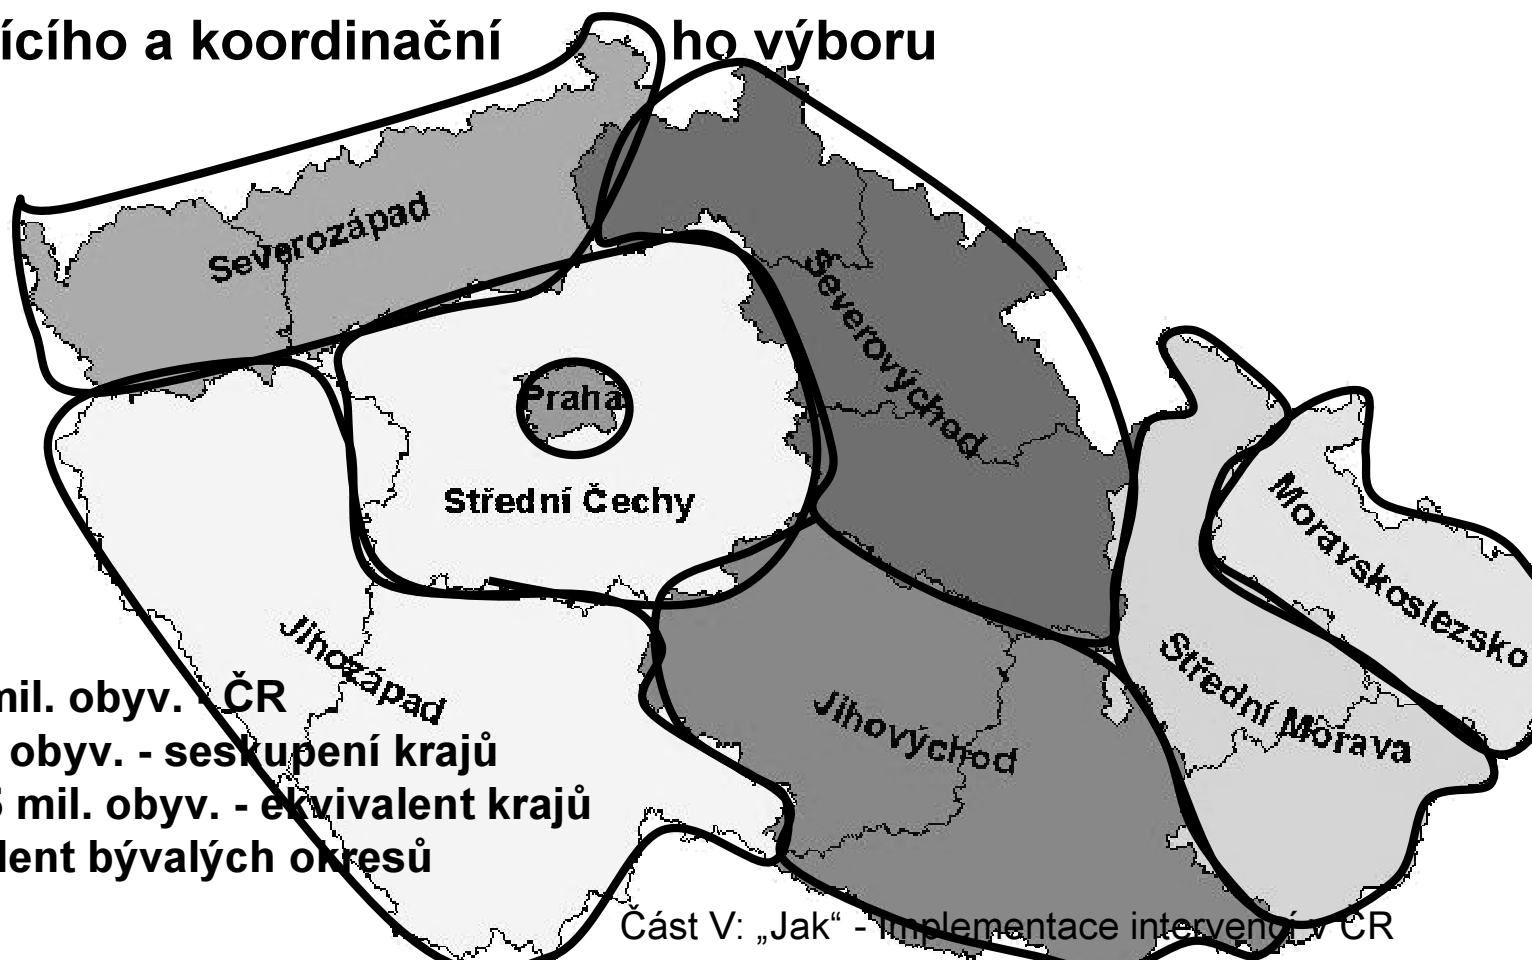 ícího a koordinační ho výboru
Severozápad
Severovýchod
Praha
Střední Čechy
Moravskoslezsko
Jihozápad
Střední Morava
Jihovýchod
mil. obyv. - ČR
obyv. - seskupení krajů
mil. obyv. - ekvivalent krajů
lent bývalých okresů
Část V: „Jak“ - Implementace intervencí v ČR